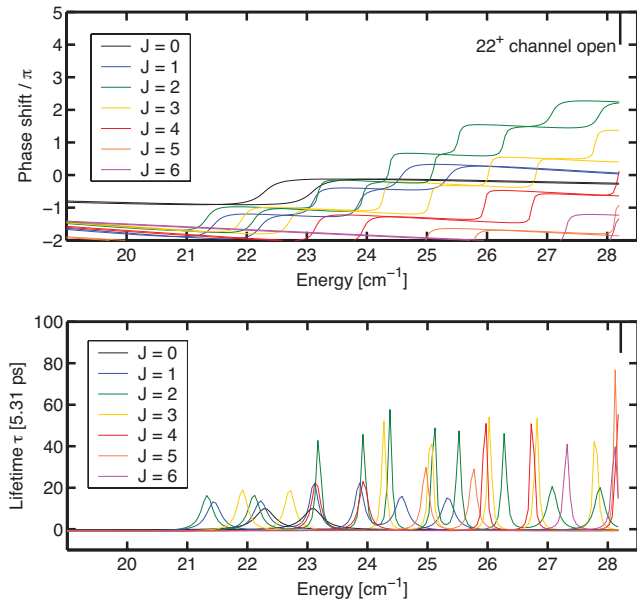 5
4
3
2
1
0
−1
−2
Phase shift / π
J = 0
J = 1
J = 2
J = 3
J = 4
J = 5
J = 6
22⁺ channel open
20 21 22 23 24 25 26 27 28
Energy [cm⁻¹]
100
80
60
40
20
0
Lifetime τ [5.31 ps]
J = 0
J = 1
J = 2
J = 3
J = 4
J = 5
J = 6
20 21 22 23 24 25 26 27 28
Energy [cm⁻¹]